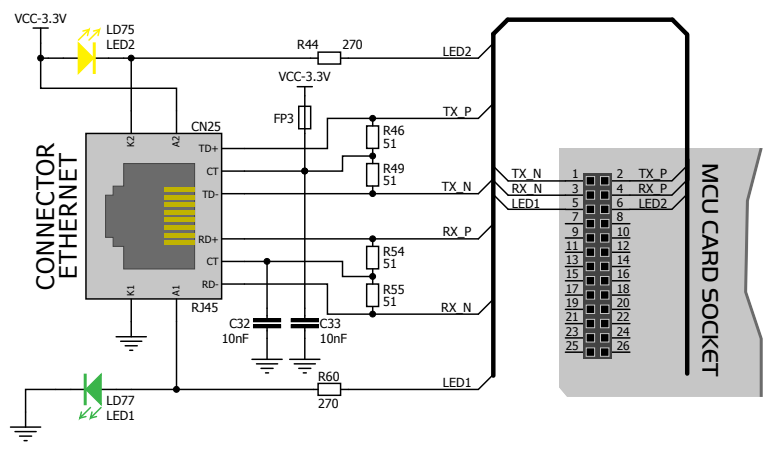 VCC-3.3V
LD75
LED2
R44
270
LED2
VCC-3.3V
FP3
TX_P
CN25
K2
A2
TD+
CT
TD-
RD+
CT
RD-
K1
A1
RJ45
CONNECTOR
ETHERNET
R46
51
R49
51
TX_N
RX_P
R54
51
R55
51
RX_N
C32
10nF
C33
10nF
LD77
LED1
R60
270
LED1
TX_N 1 2 TX_P
RX_N 3 4 RX_P
LED1 5 6 LED2
7 8
9 10
11 12
13 14
15 16
17 18
19 20
21 22
23 24
25 26
MCU CARD SOCKET